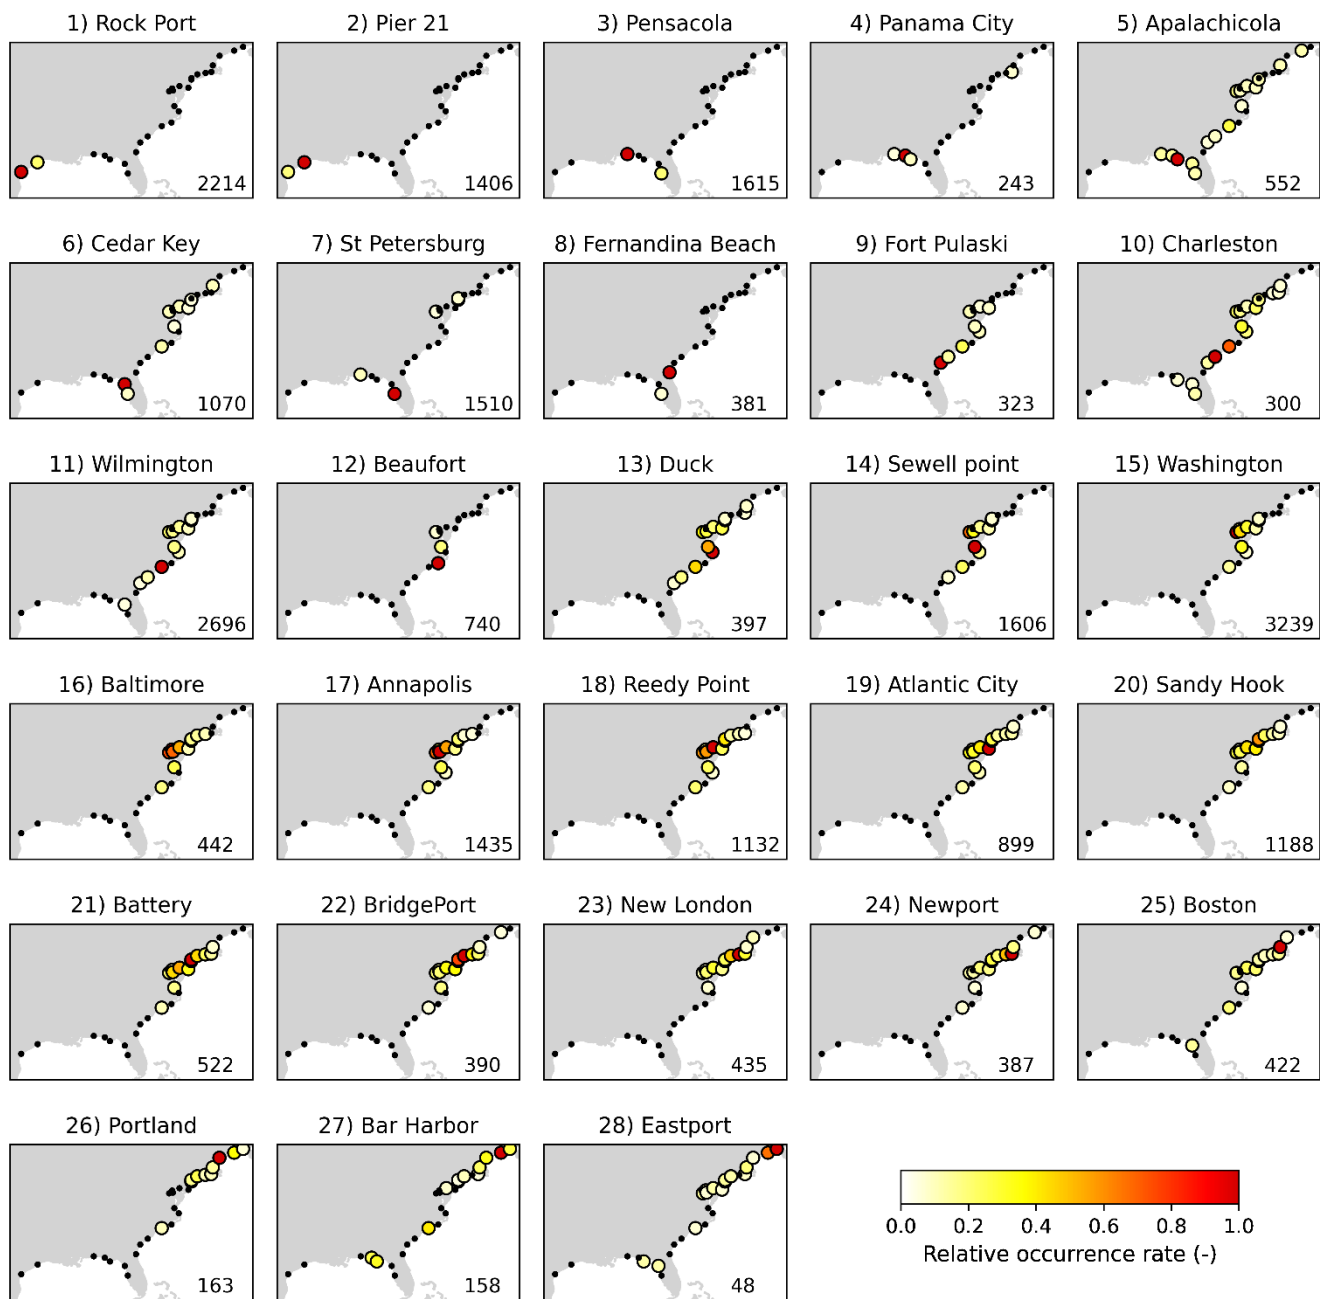 1) Rock Port
2) Pier 21
3) Pensacola
4) Panama City
5) Apalachicola
2214
1406
1615
243
552
6) Cedar Key
7) St Petersburg
8) Fernandina Beach
9) Fort Pulaski
10) Charleston
1070
1510
381
323
300
11) Wilmington
12) Beaufort
13) Duck
14) Sewell point
15) Washington
2696
740
397
1606
3239
16) Baltimore
17) Annapolis
18) Reedy Point
19) Atlantic City
20) Sandy Hook
442
1435
1132
899
1188
21) Battery
22) BridgePort
23) New London
24) Newport
25) Boston
522
390
435
387
422
26) Portland
27) Bar Harbor
28) Eastport
163
158
48
0.0 0.2 0.4 0.6 0.8 1.0
Relative occurrence rate (-)